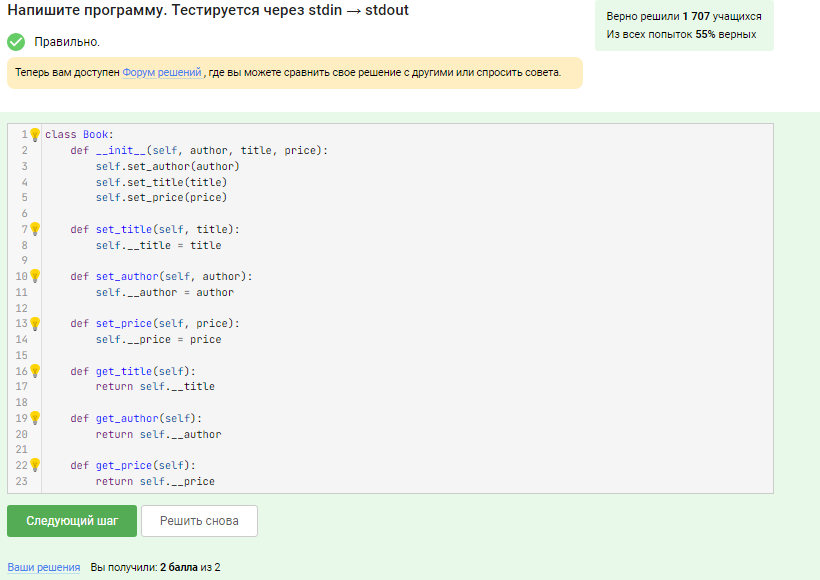 Напишите программу. Тестируется через stdin → stdout
Верно решили 1 707 учащихся
Из всех попыток 55% верных
Правильно.
Теперь вам доступен Форум решений , где вы можете сравнить свое решение с другими или спросить совета.
1 class Book:
2     def __init__(self, author, title, price):
3         self.set_author(author)
4         self.set_title(title)
5         self.set_price(price)
6
7     def set_title(self, title):
8         self.__title = title
9
10     def set_author(self, author):
11         self.__author = author
12
13     def set_price(self, price):
14         self.__price = price
15
16     def get_title(self):
17         return self.__title
18
19     def get_author(self):
20         return self.__author
21
22     def get_price(self):
23         return self.__price
Следующий шаг
Решить снова
Ваши решения Вы получили: 2 балла из 2